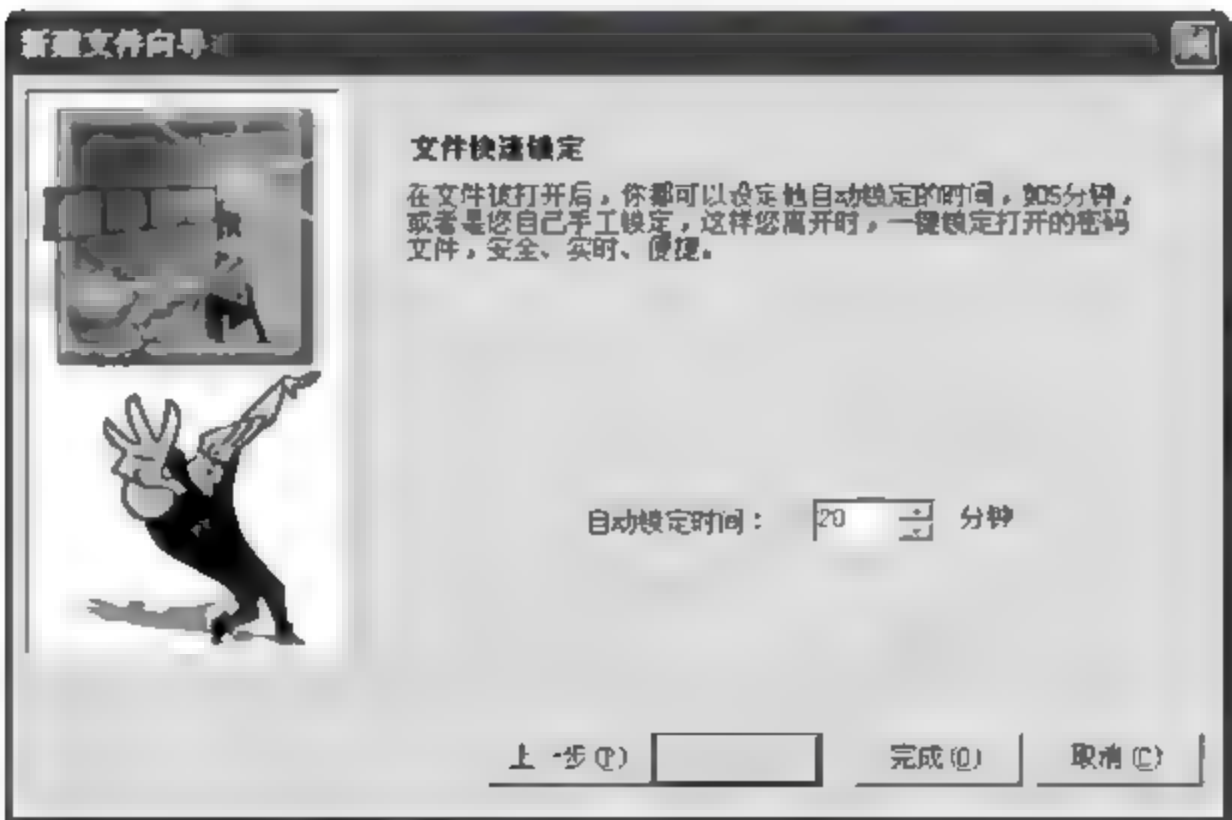 新建文件向导
文件快速锁定
在文件被打开后，你都可以设定他自动锁定的时间，如5分钟，
或者是您自己手工锁定，这样您离开时，一键锁定打开的密码
文件，安全、实时、便捷。
自动锁定时间： 20 分钟
上一步(P) 完成(O) 取消(C)